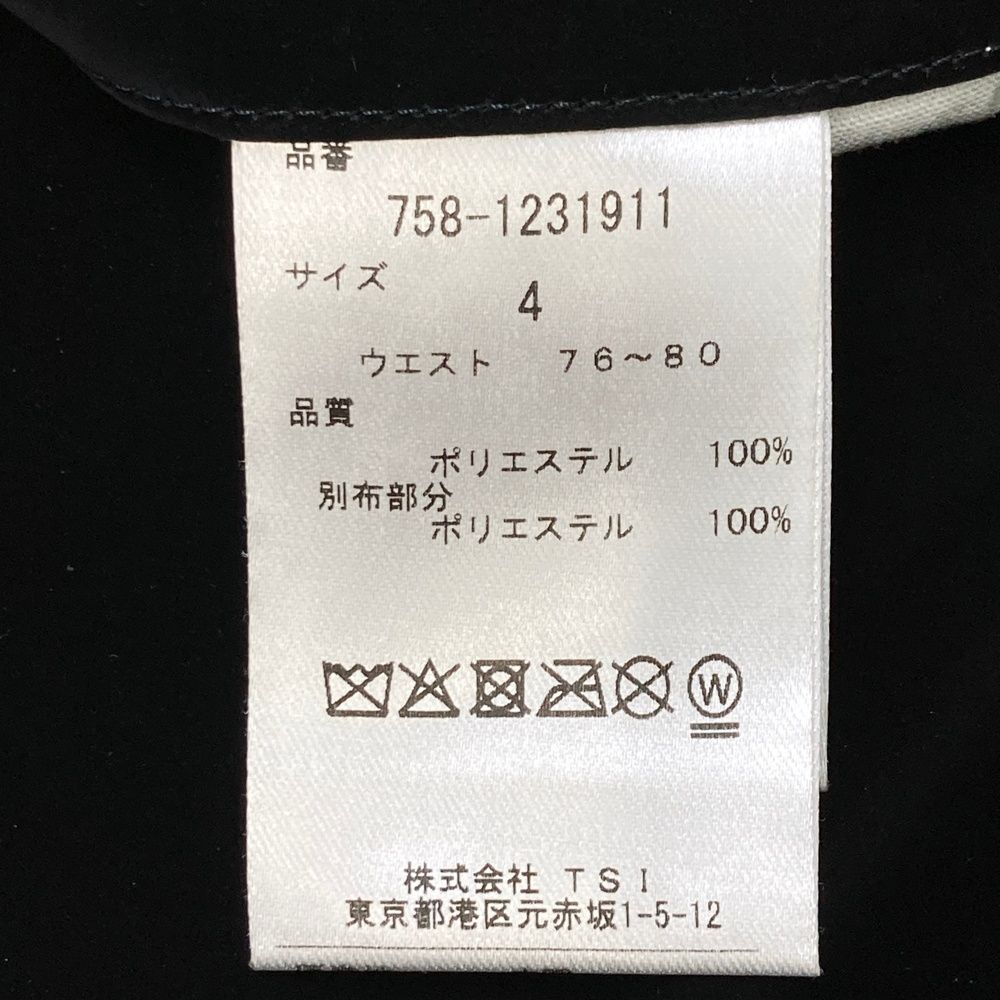 品番
758-1231911
サイズ
4
ウエスト 76～80
品質
ポリエステル 100%
別布部分
ポリエステル 100%
W
株式会社 TSI
東京都港区元赤坂1-5-12